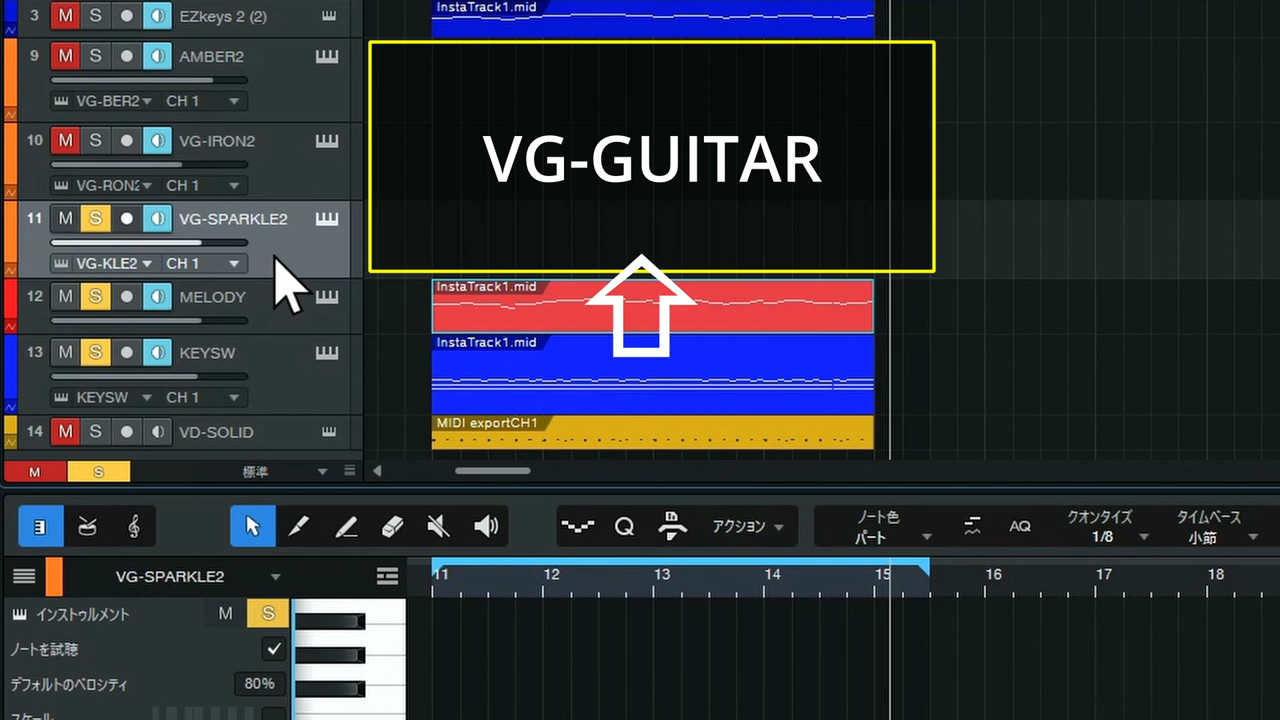 3 M S EZkeys 2 (2)
InstaTrack1.mid
9 M S AMBER2
VG-BER2 CH 1
10 M S VG-IRON2
VG-RON2 CH 1
VG-GUITAR
11 M S VG-SPARKLE2
VG-KLE2 CH 1
12 M S MELODY
InstaTrack1.mid
13 M S KEYSW
InstaTrack1.mid
KEYSW CH 1
14 M S VD-SOLID
MIDI exportCH1
M S 標準
Q アクション ノート色 パート AQ クオンタイズ 1/8 タイムベース 小節
VG-SPARKLE2
11 12 13 14 15 16 17 18
インストゥルメント M S
ノートを試聴
デフォルトのベロシティ 80%
スケール